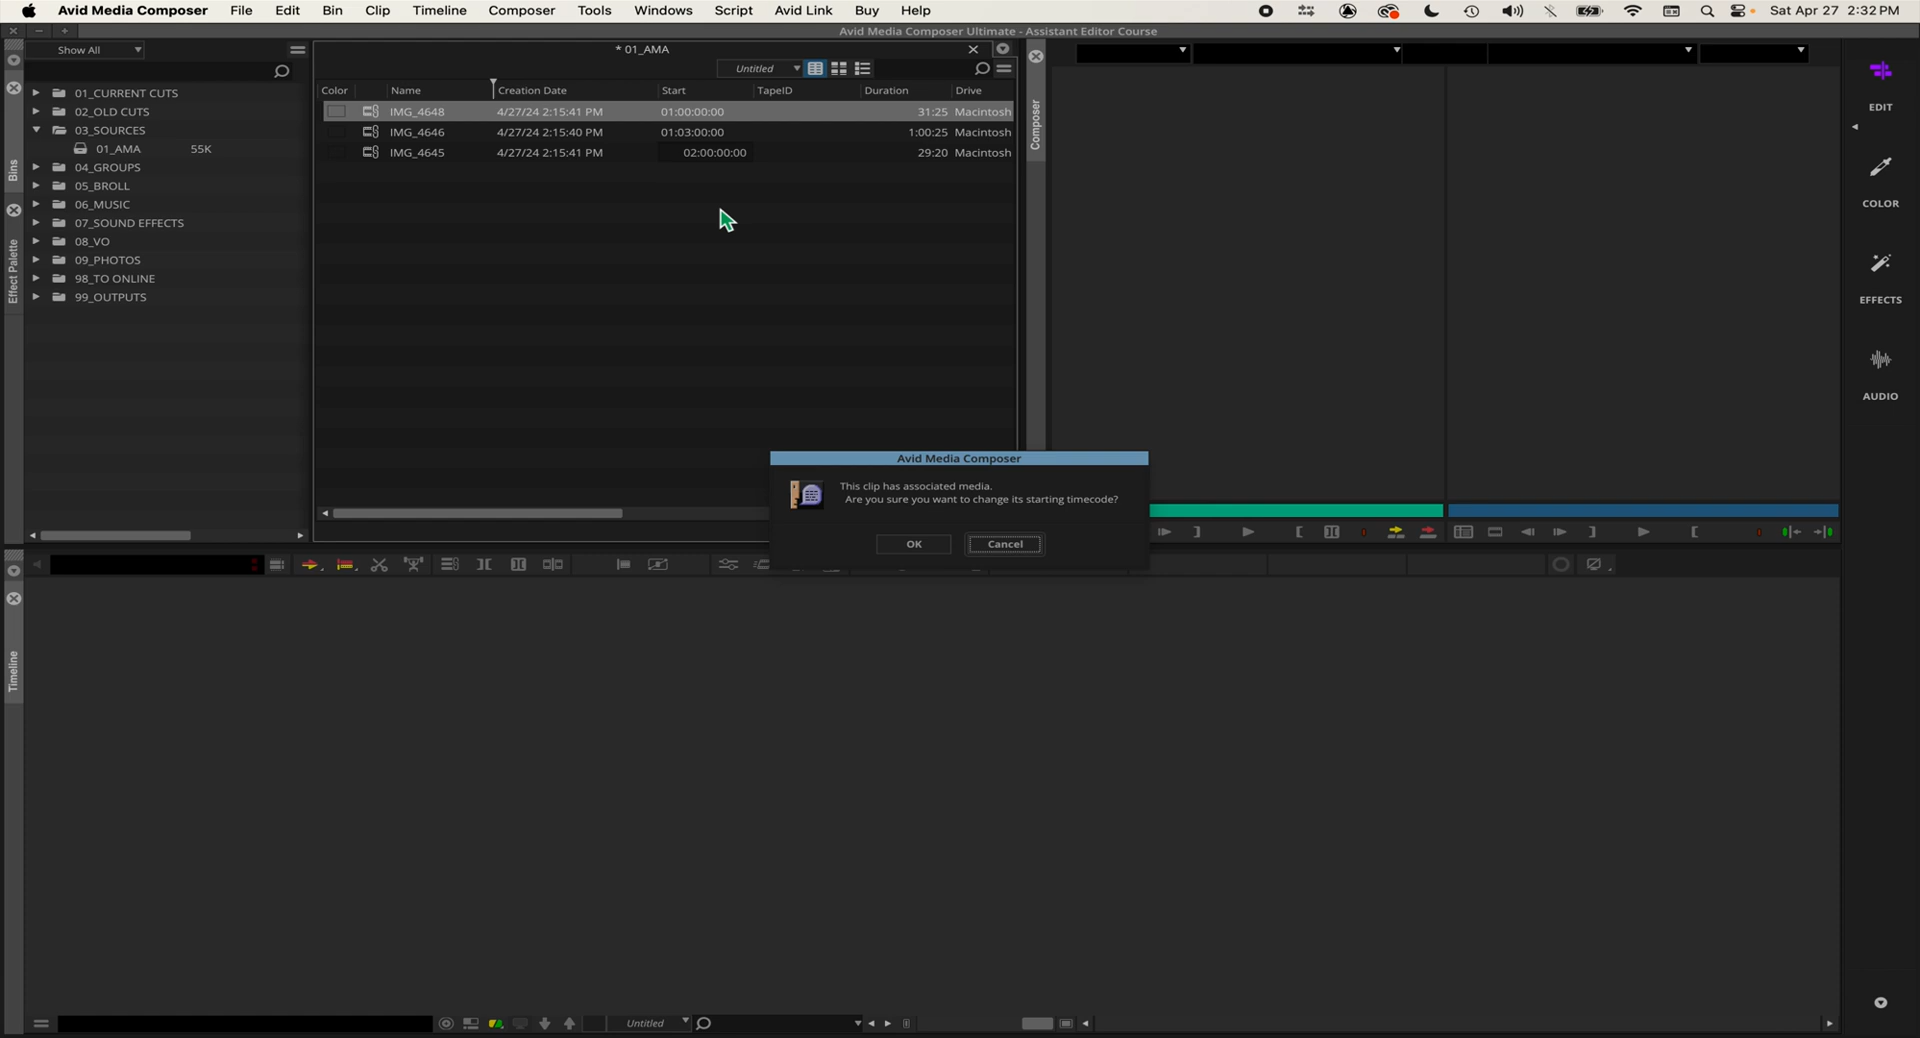 Avid Media Composer File Edit Bin Clip Timeline Composer Tools Windows Script Avid Link Buy Help Sat Apr 27 2:32 PM
Avid Media Composer Ultimate - Assistant Editor Course
Show All
* 01_AMA
Untitled
Color Name Creation Date Start TapeID Duration Drive
IMG_4648 4/27/24 2:15:41 PM 01:00:00:00 31:25 Macintosh
IMG_4646 4/27/24 2:15:40 PM 01:03:00:00 1:00:25 Macintosh
IMG_4645 4/27/24 2:15:41 PM 02:00:00:00 29:20 Macintosh
01_CURRENT CUTS
02_OLD CUTS
03_SOURCES
01_AMA 55K
04_GROUPS
05_BROLL
06_MUSIC
07_SOUND EFFECTS
08_VO
09_PHOTOS
98_TO ONLINE
99_OUTPUTS
Bins
Effect Palette
Composer
EDIT
COLOR
EFFECTS
AUDIO
Avid Media Composer
This clip has associated media.
Are you sure you want to change its starting timecode?
OK Cancel
Timeline
Untitled